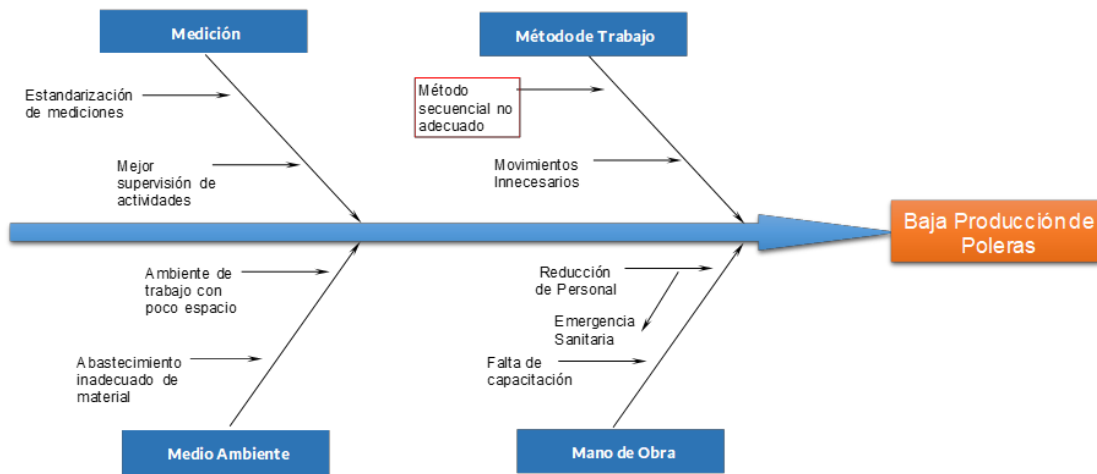 Medición
Método de Trabajo
Estandarización
de mediciones
Método
secuencial no
adecuado
Mejor
supervisión de
actividades
Movimientos
Innecesarios
Baja Producción de
Poleras
Ambiente de
trabajo con
poco espacio
Reducción
de Personal
Emergencia
Sanitaria
Abastecimiento
inadecuado de
material
Falta de
capacitación
Medio Ambiente
Mano de Obra